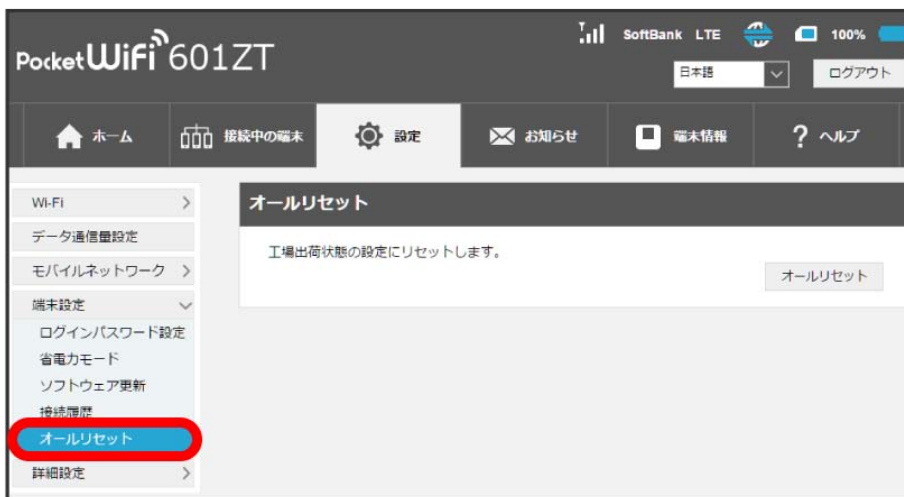 Pocket WiFi 601ZT
SoftBank LTE 100%
日本語 ログアウト
ホーム 接続中の端末 設定 お知らせ 端末情報 ? ヘルプ
Wi-Fi
オールリセット
データ通信量設定
工場出荷状態の設定にリセットします。
モバイルネットワーク
オールリセット
端末設定
ログインパスワード設定
省電力モード
ソフトウェア更新
接続履歴
オールリセット
詳細設定